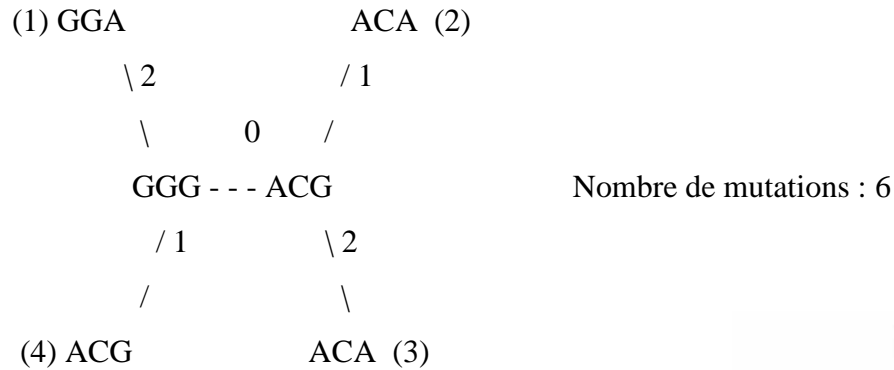 (1) GGA ACA (2)
\ 2 / 1
\ 0 /
GGG - - - ACG Nombre de mutations : 6
/ 1 \ 2
/ \
(4) ACG ACA (3)